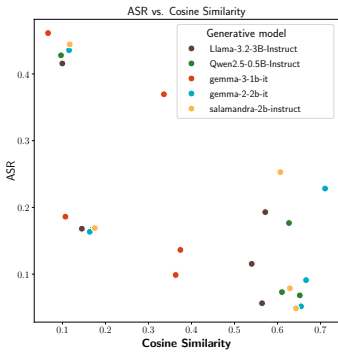 ASR vs. Cosine Similarity
Generative model
Llama-3.2-3B-Instruct
Qwen2.5-0.5B-Instruct
gemma-3-1b-it
gemma-2-2b-it
salamandra-2b-instruct
ASR
0.4
0.3
0.2
0.1
0.1 0.2 0.3 0.4 0.5 0.6 0.7
Cosine Similarity